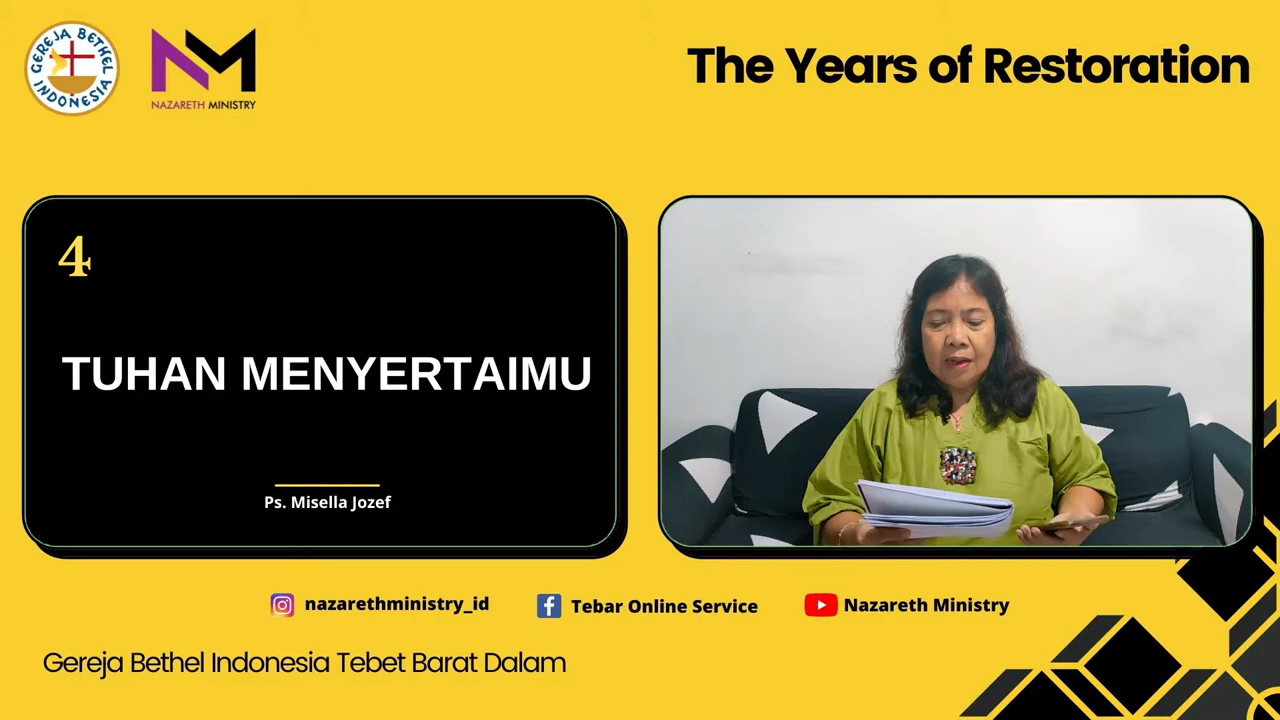 GEREJA BETHEL INDONESIA
NM
NAZARETH MINISTRY
The Years of Restoration
4
TUHAN MENYERTAIMU
Ps. Misella Jozef
nazarethministry_id
Tebar Online Service
Nazareth Ministry
Gereja Bethel Indonesia Tebet Barat Dalam